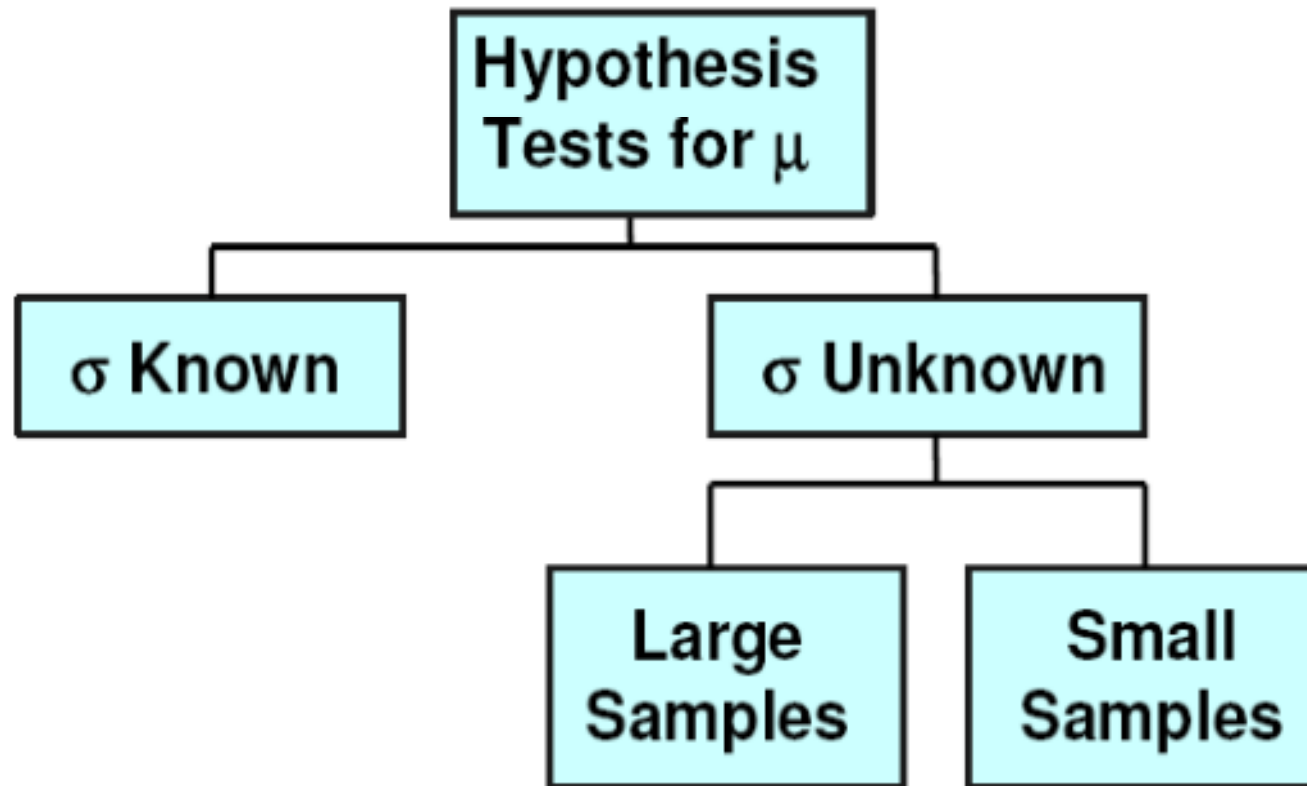 Hypothesis
Tests for μ
σ Known
σ Unknown
Large
Samples
Small
Samples